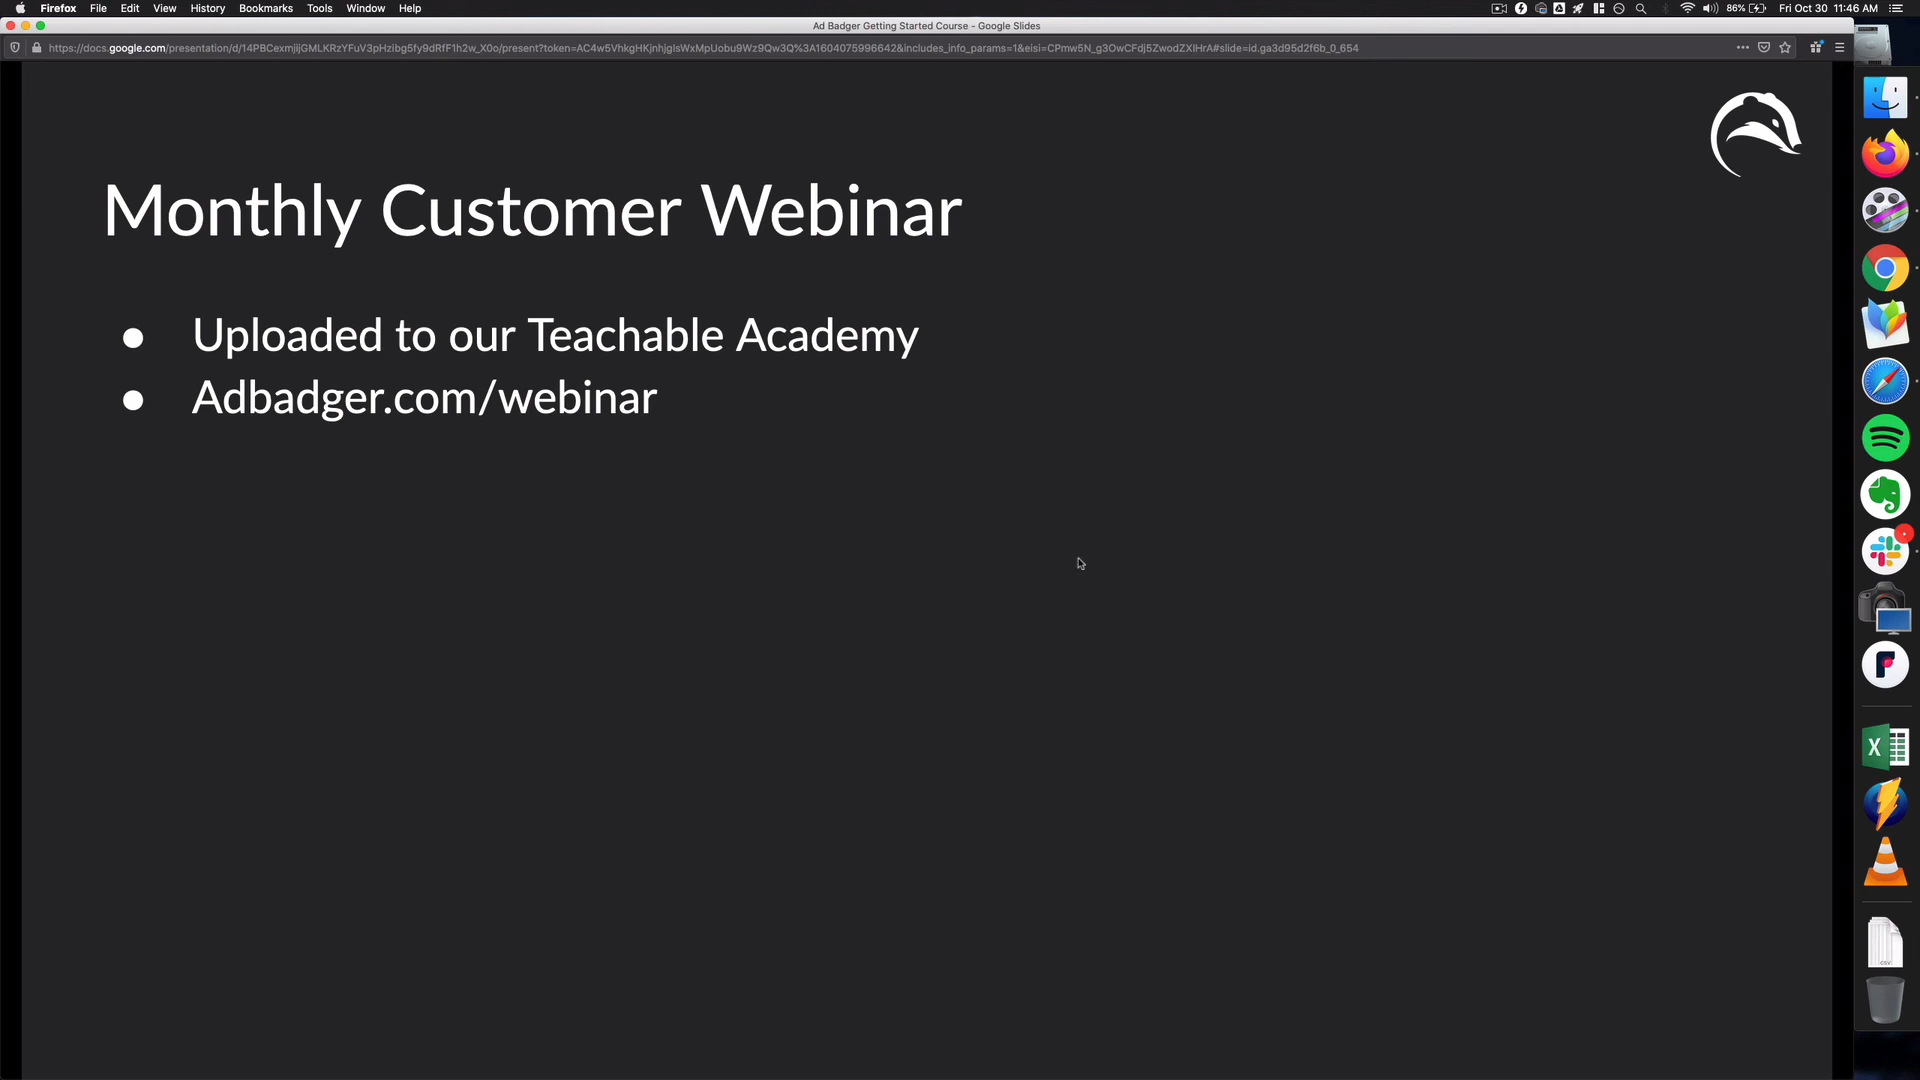 Firefox File Edit View History Bookmarks Tools Window Help
86% Fri Oct 30 11:46 AM
Ad Badger Getting Started Course - Google Slides
Monthly Customer Webinar
● Uploaded to our Teachable Academy
● Adbadger.com/webinar
CSV